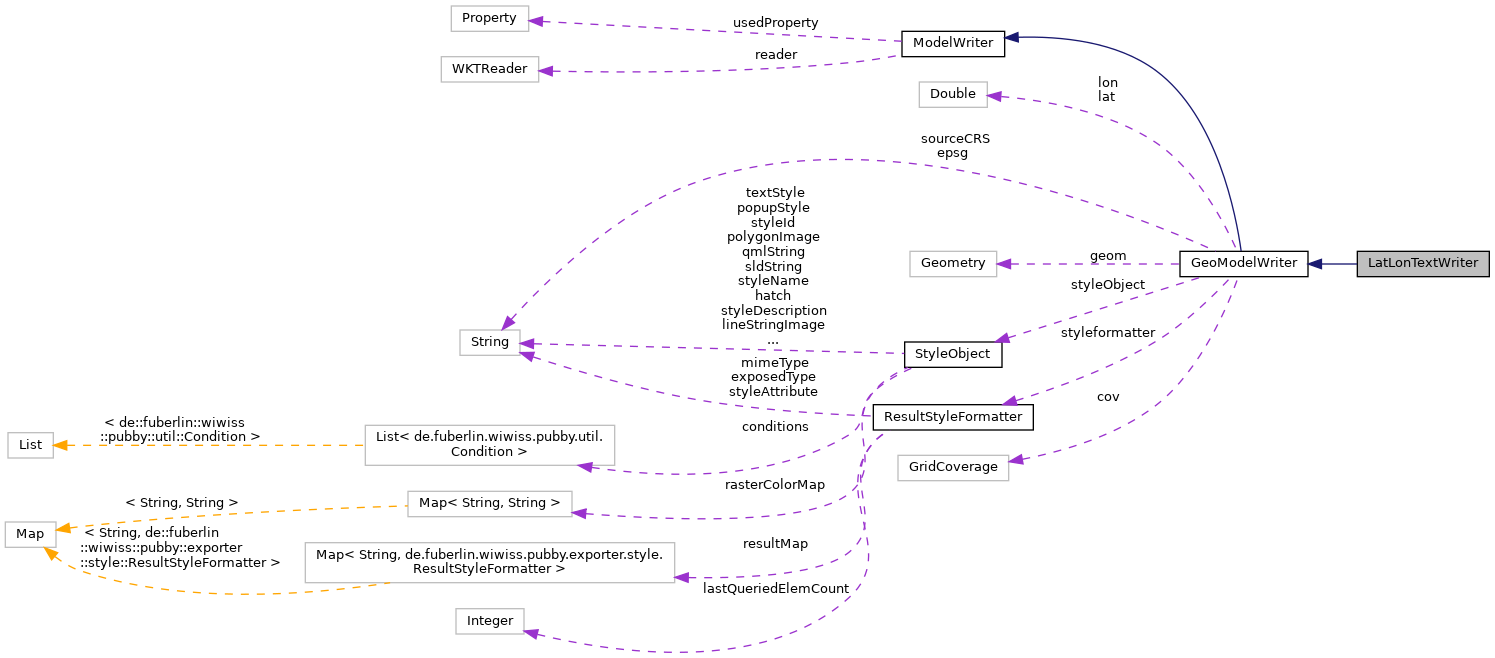 Property
usedProperty
ModelWriter
reader
WKTReader
Double
lon
lat
sourceCRS
epsg
textStyle
popupStyle
styleId
polygonImage
qmlString
sldString
styleName
hatch
styleDescription
lineStringImage
...
Geometry
geom
GeoModelWriter
LatLonTextWriter
styleObject
String
styleformatter
StyleObject
mimeType
exposedType
styleAttribute
cov
ResultStyleFormatter
conditions
< de::fuberlin::wiwiss
::pubby::util::Condition >
List
List< de.fuberlin.wiwiss.pubby.util.
Condition >
GridCoverage
rasterColorMap
< String, String >
Map< String, String >
Map
< String, de::fuberlin
::wiwiss::pubby::exporter
::style::ResultStyleFormatter >
resultMap
Map< String, de.fuberlin.wiwiss.pubby.exporter.style.
ResultStyleFormatter >
lastQueriedElemCount
Integer